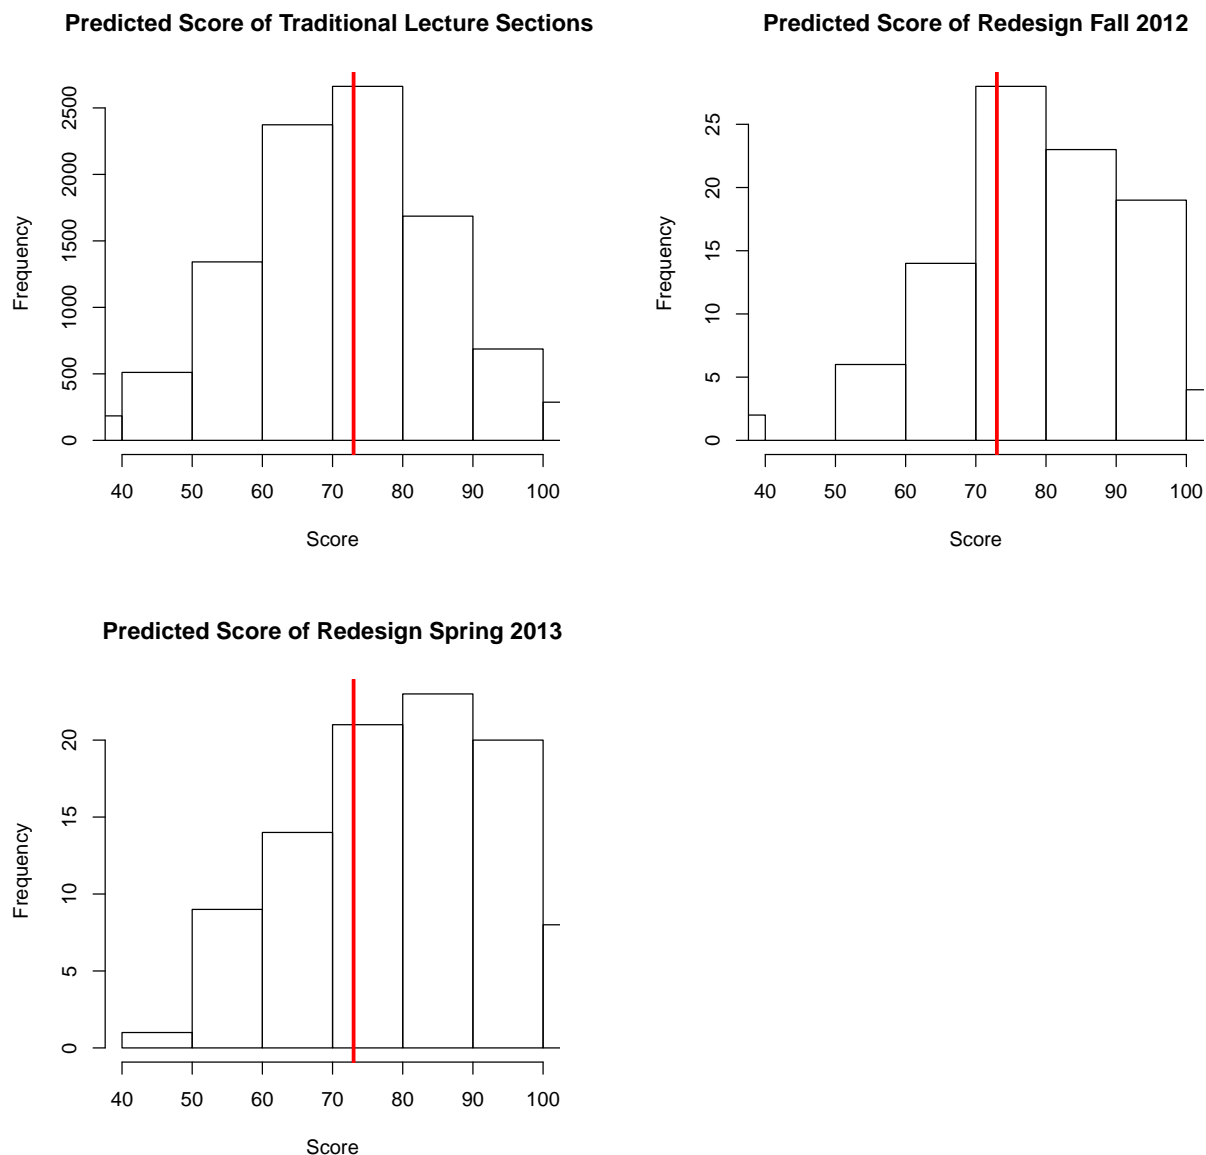 Predicted Score of Traditional Lecture Sections
Frequency
0 500 1000 1500 2000 2500
40 50 60 70 80 90 100
Score
Predicted Score of Redesign Fall 2012
Frequency
0 5 10 15 20 25
40 50 60 70 80 90 100
Score
Predicted Score of Redesign Spring 2013
Frequency
0 5 10 15 20
40 50 60 70 80 90 100
Score